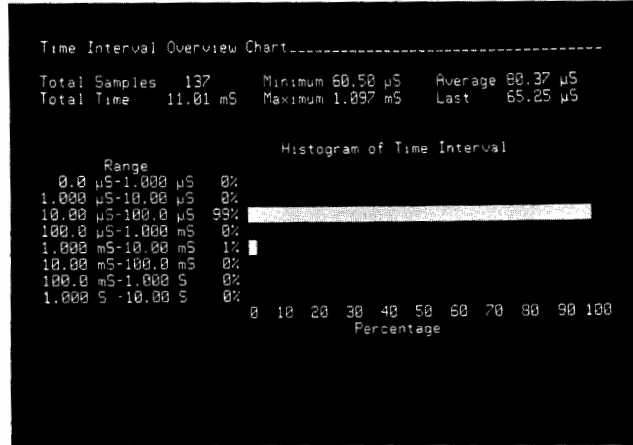 Time Interval Overview Chart
Total Samples 137 Minimum 60.50 µS Average 80.37 µS
Total Time 11.01 mS Maximum 1.097 mS Last 65.25 µS
Histogram of Time Interval
Range
0.0 µS-1.000 µS 0%
1.000 µS-10.00 µS 0%
10.00 µS-100.0 µS 99%
100.0 µS-1.000 mS 0%
1.000 mS-10.00 mS 1%
10.00 mS-100.0 mS 0%
100.0 mS-1.000 S 0%
1.000 S -10.00 S 0%
0 10 20 30 40 50 60 70 80 90 100
Percentage